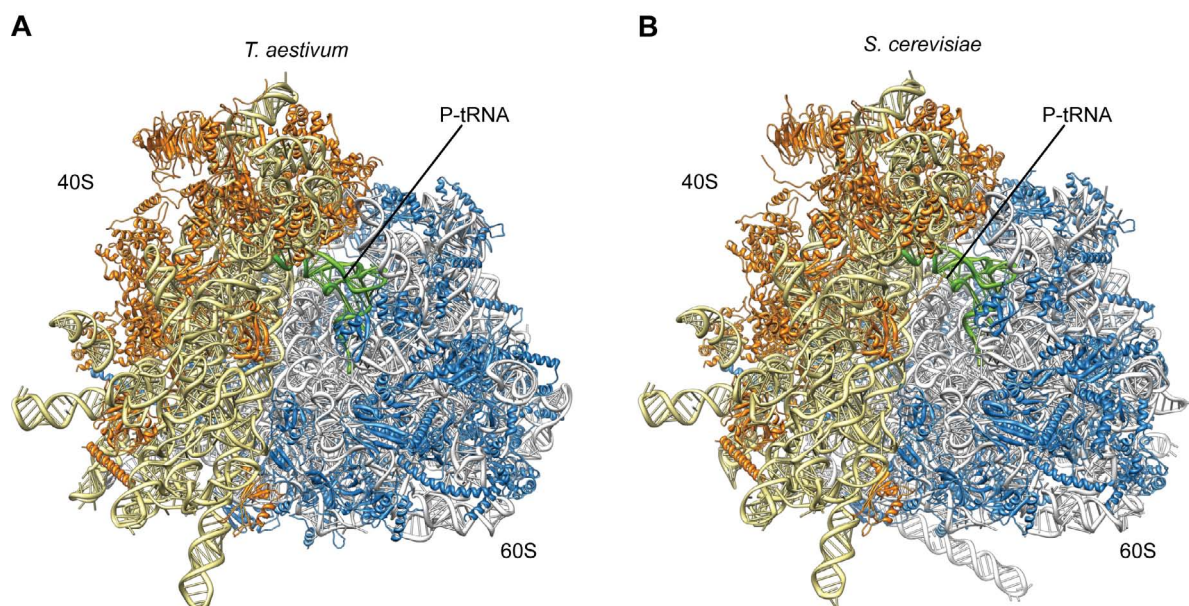 A
T. aestivum
P-tRNA
40S
60S
B
S. cerevisiae
P-tRNA
40S
60S